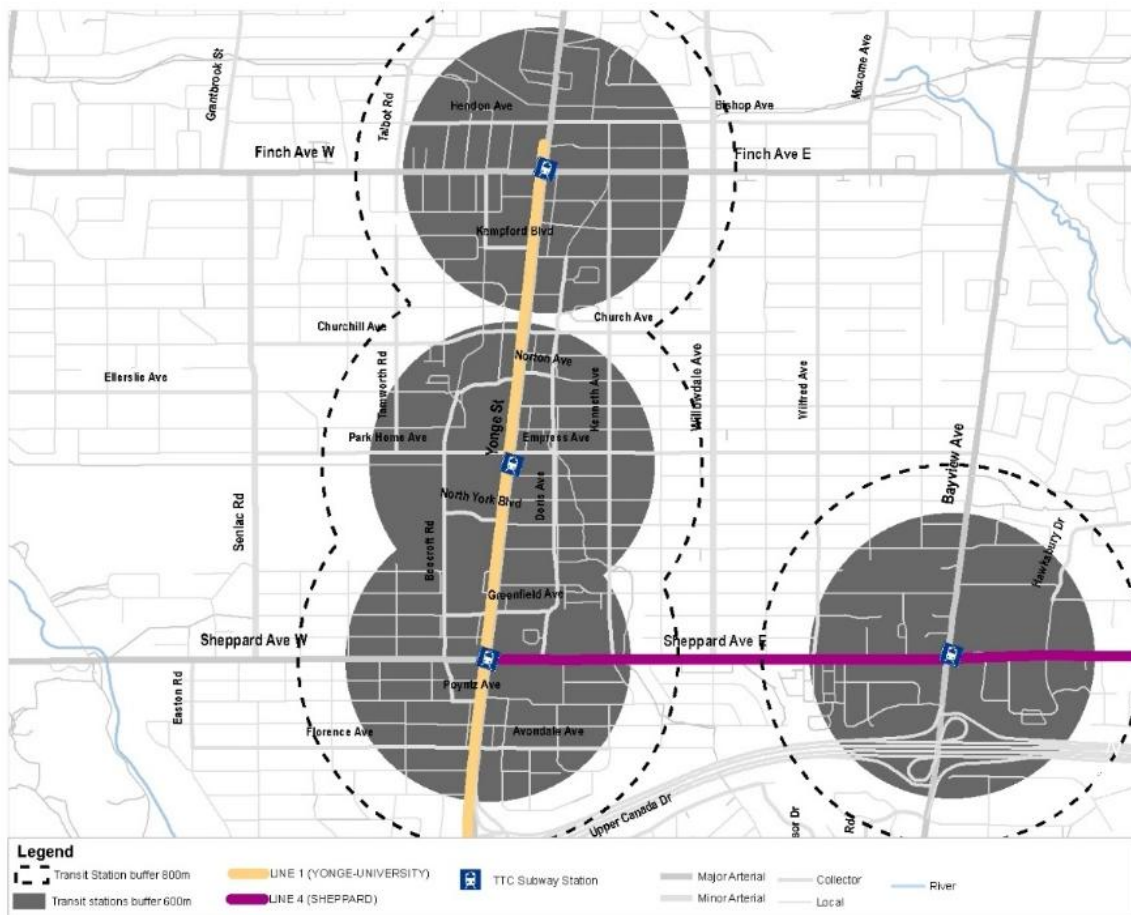 Grantbrook St
Talbot Rd
Hendon Ave
Bishop Ave
Maxome Ave
Finch Ave W
Finch Ave E
Kempford Blvd
Churchill Ave
Church Ave
Ellerslie Ave
Tamworth Rd
Norton Ave
Kenneth Ave
Willowdale Ave
Wilfred Ave
Yonge St
Park Home Ave
Empress Ave
Bayview Ave
North York Blvd
Doris Ave
Senlac Rd
Beecroft Rd
Hawksbury Dr
Greenfield Ave
Sheppard Ave W
Sheppard Ave E
Easton Rd
Poyntz Ave
Florence Ave
Avondale Ave
Upper Canada Dr
sor Dr
Rd
Legend
Transit Station buffer 800m
LINE 1 (YONGE-UNIVERSITY)
TTC Subway Station
Major Arterial
Collector
River
Transit stations buffer 600m
LINE 4 (SHEPPARD)
Minor Arterial
Local